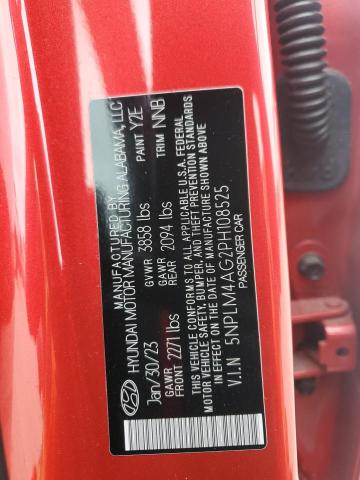 MANUFACTURED BY
HYUNDAI MOTOR MANUFACTURING ALABAMA, LLC
Jan/30/23
GVWR 3858 lbs
PAINT Y2E
GAWR FRONT 2271 lbs
GAWR REAR 2094 lbs
TRIM NNB
THIS VEHICLE CONFORMS TO ALL APPLICABLE U.S.A. FEDERAL
MOTOR VEHICLE SAFETY, BUMPER, AND THEFT PREVENTION STANDARDS
IN EFFECT ON THE DATE OF MANUFACTURE SHOWN ABOVE
V.I.N 5NPLM4AG2PH108525
PASSENGER CAR